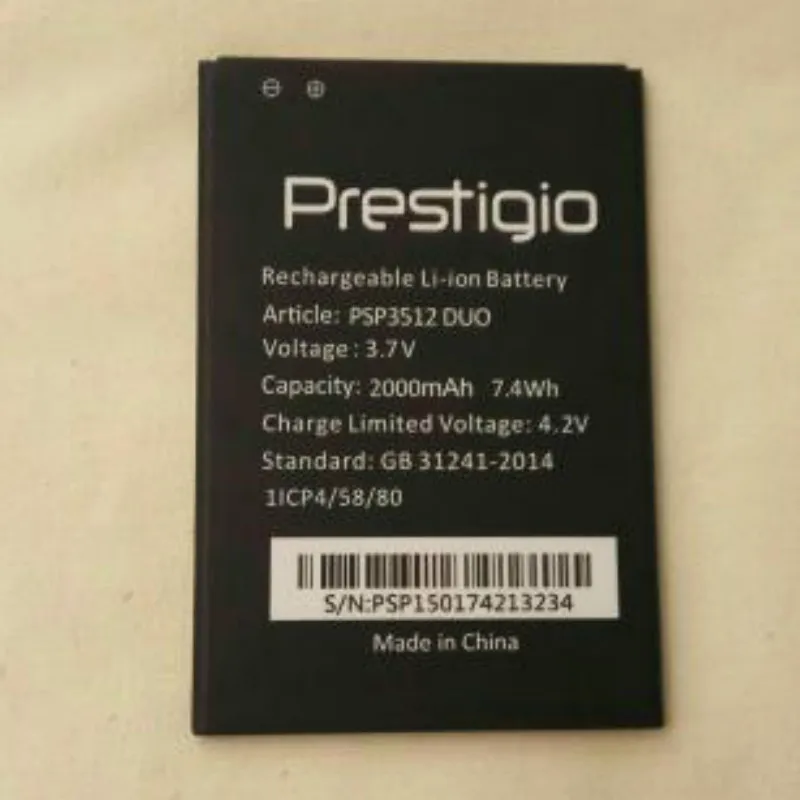 Prestigio
Rechargeable Li-ion Battery
Article: PSP3512 DUO
Voltage : 3.7V
Capacity: 2000mAh 7.4Wh
Charge Limited Voltage: 4.2V
Standard: GB 31241-2014
1ICP4/58/80
S/N:PSP150174213234
Made in China